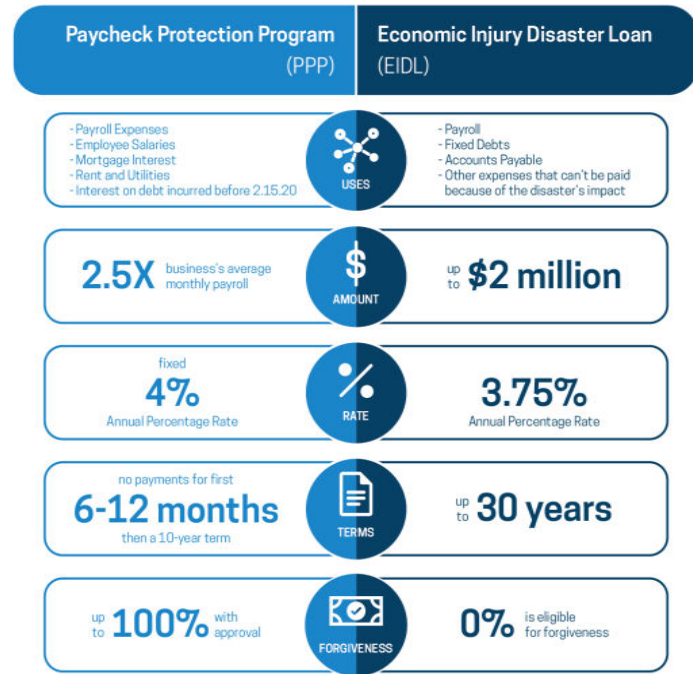 Paycheck Protection Program
(PPP)
Economic Injury Disaster Loan
(EIDL)
- Payroll Expenses
- Employee Salaries
- Mortgage Interest
- Rent and Utilities
- Interest on debt incurred before 2.15.20
USES
- Payroll
- Fixed Debts
- Accounts Payable
- Other expenses that can't be paid
because of the disaster's impact
2.5X business's average
monthly payroll
$
AMOUNT
up
to $2 million
fixed
4%
Annual Percentage Rate
%
RATE
3.75%
Annual Percentage Rate
no payments for first
6-12 months
then a 10-year term
TERMS
up
to 30 years
up
to 100% with
approval
FORGIVENESS
0% is eligible
for forgiveness